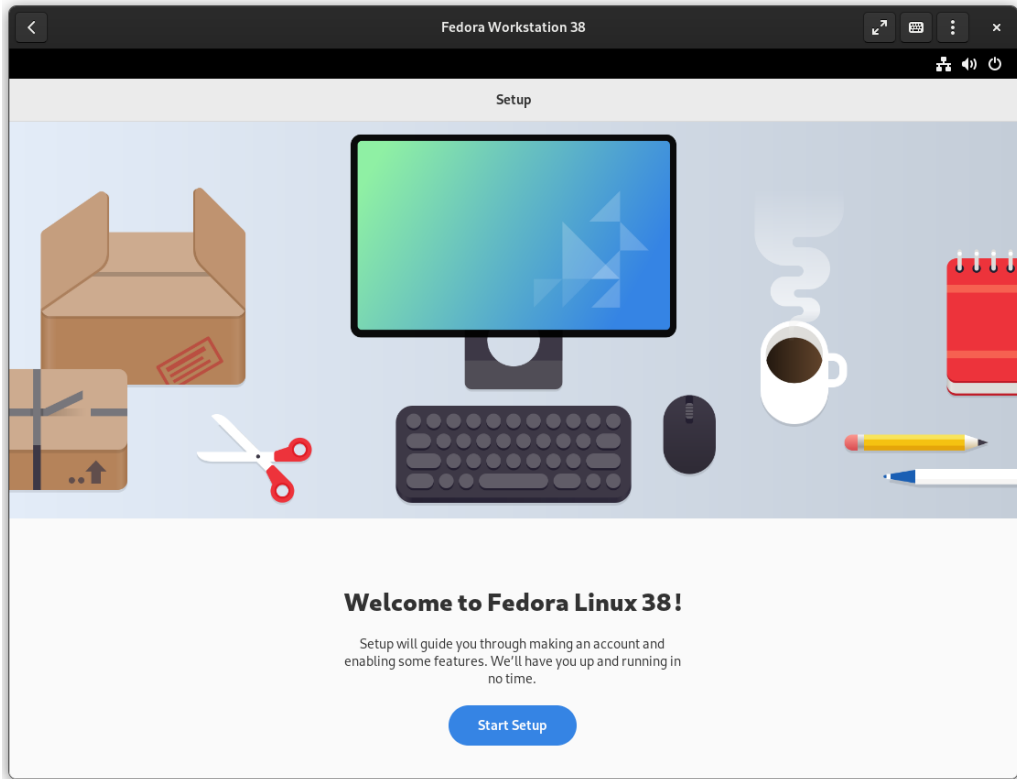 Fedora Workstation 38
Setup
Welcome to Fedora Linux 38!
Setup will guide you through making an account and
enabling some features. We’ll have you up and running in
no time.
Start Setup